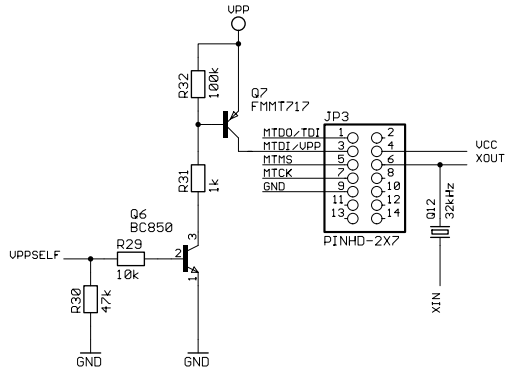 VPP
R32
100k
Q7
FMMT717
JP3
MTDO/TDI
1
2
MTDI/VPP
3
4
VCC
MTMS
5
6
XOUT
MTCK
7
8
GND
9
10
11
12
13
14
PINHD-2X7
Q12
32kHz
XIN
R31
1k
Q6
BC850
3
2
1
VPPSELF
R29
10k
R30
47k
GND
GND